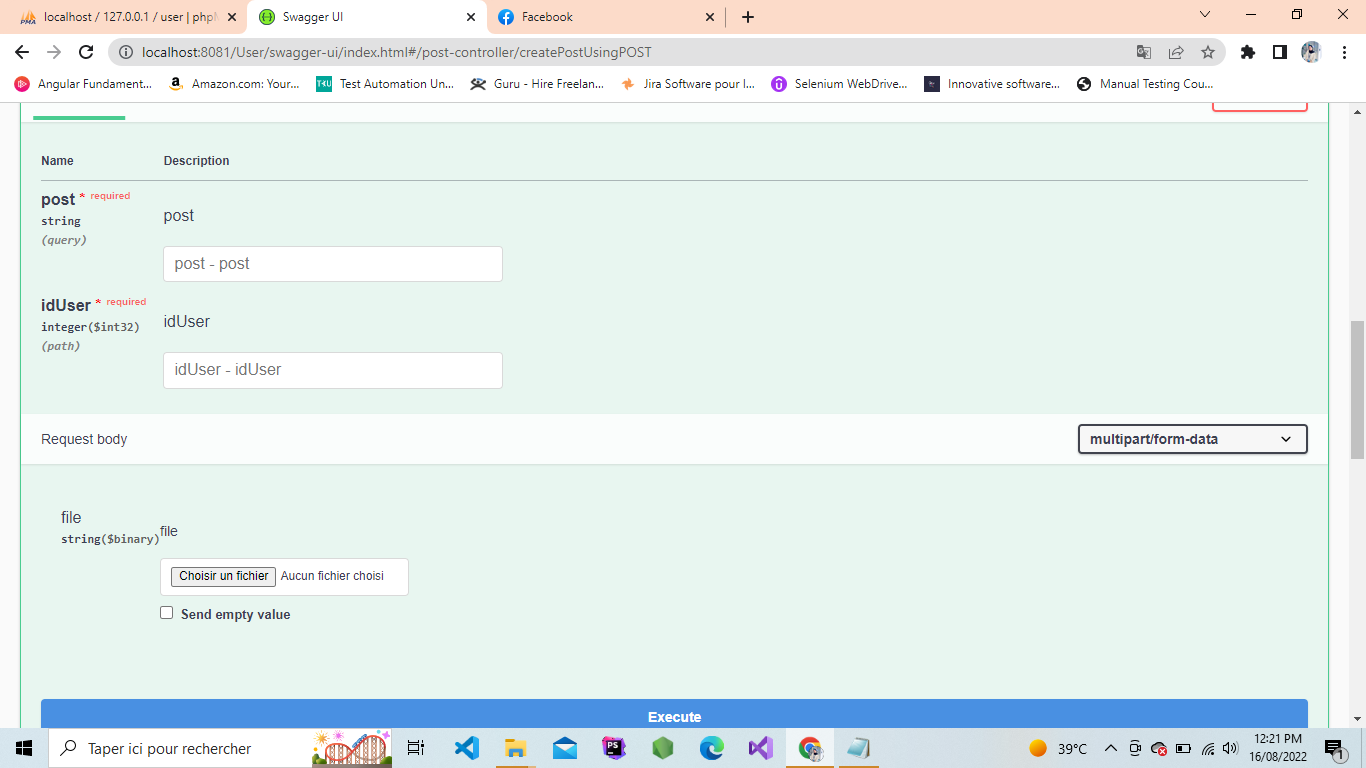 localhost / 127.0.0.1 / user | phpM
Swagger UI
Facebook
localhost:8081/User/swagger-ui/index.html#/post-controller/createPostUsingPOST
Angular Fundament...
Amazon.com: Your...
TKU Test Automation Un...
Guru - Hire Freelan...
Jira Software pour l...
Selenium WebDrive...
Innovative software...
Manual Testing Cou...
Name Description
post * required
string
(query)
post
post - post
idUser * required
integer($int32)
(path)
idUser
idUser - idUser
Request body
multipart/form-data
file
string($binary)
file
Choisir un fichier Aucun fichier choisi
Send empty value
Execute
Taper ici pour rechercher
39°C
12:21 PM
16/08/2022
1